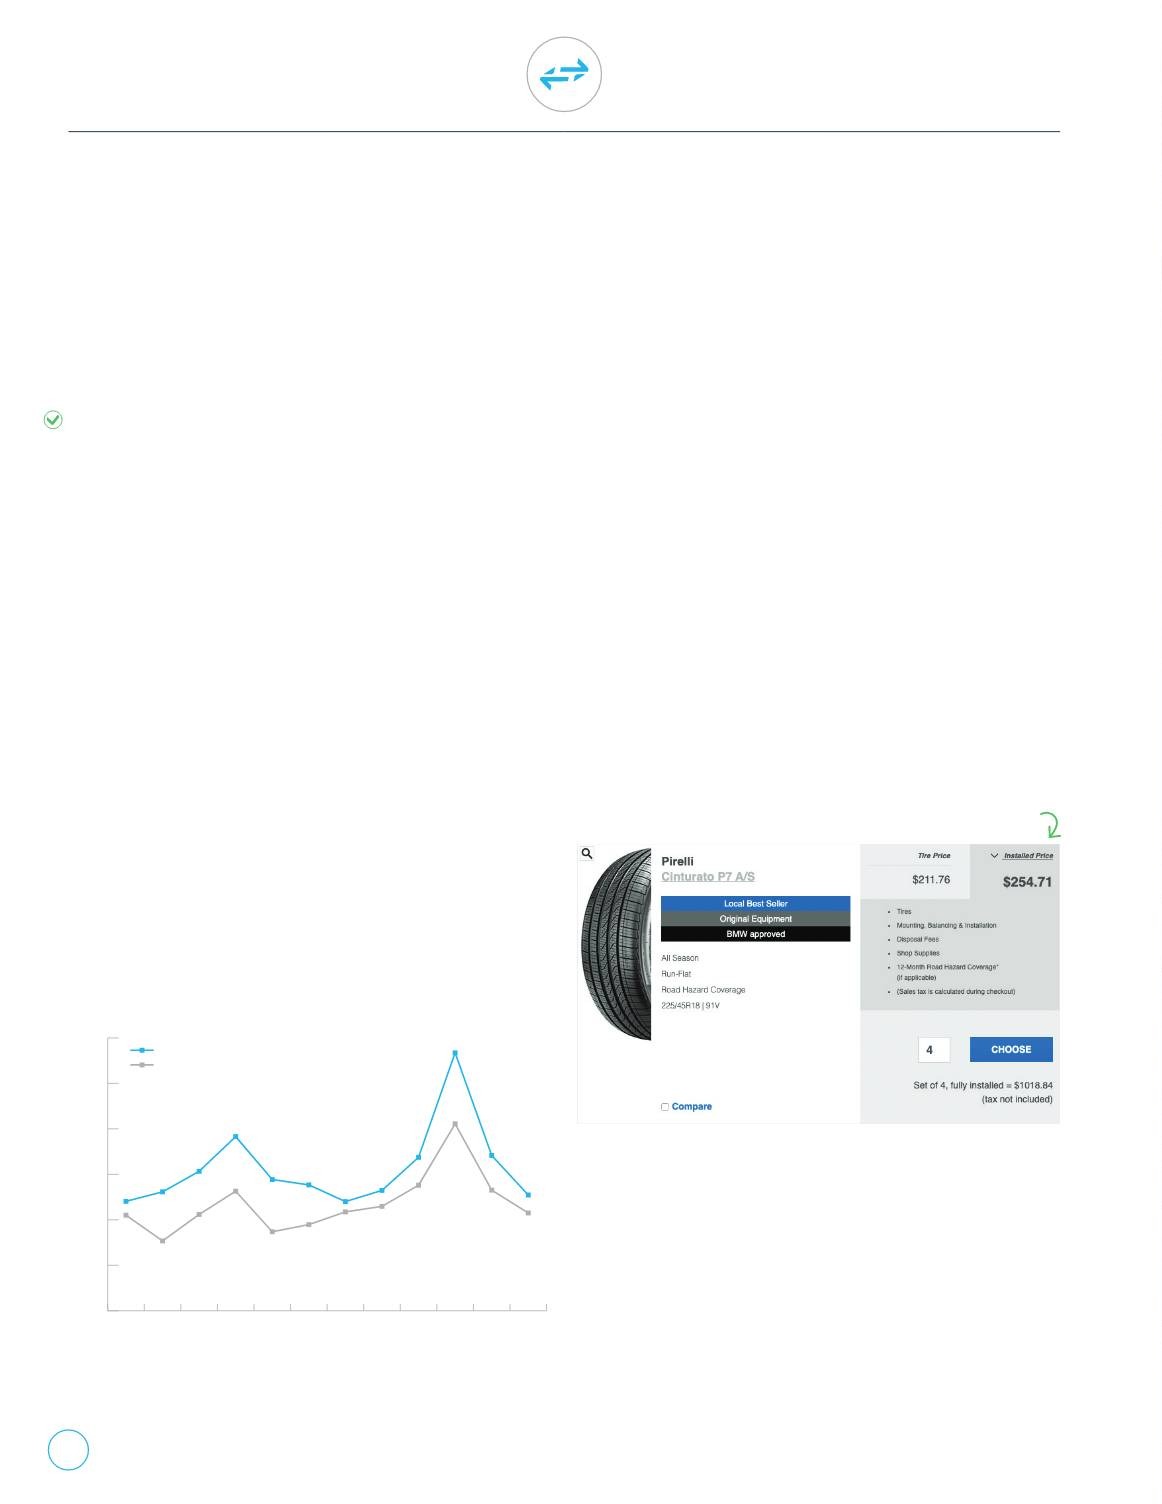 Pirelli
Cinturato P7 A/S
Local Best Seller
Original Equipment
BMW approved
All Season
Run-Flat
Road Hazard Coverage
225/45R18 | 91V
Compare
Tire Price
Installed Price
$211.76
$254.71
• Tires
• Mounting, Balancing & Installation
• Disposal Fees
• Shop Supplies
• 12-Month Road Hazard Coverage*
(if applicable)
• (Sales tax is calculated during checkout)
4
CHOOSE
Set of 4, fully installed = $1018.84
(tax not included)